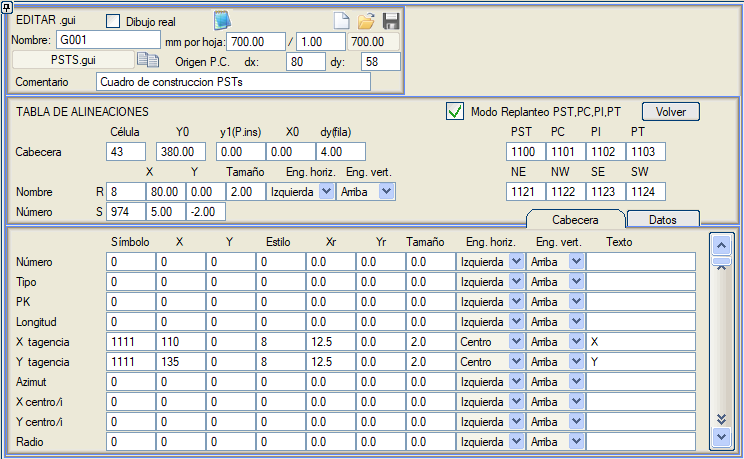 EDITAR .gui Dibujo real
Nombre: G001 mm por hoja: 700.00 / 1.00 700.00
PSTS.gui Origen P.C. dx: 80 dy: 58
Comentario Cuadro de construccion PSTs
TABLA DE ALINEACIONES Modo Replanteo PST,PC,PI,PT Volver
Célula Y0 y1(P.ins) X0 dy(fila) PST PC PI PT
Cabecera 43 380.00 0.00 0.00 4.00 1100 1101 1102 1103
X Y Tamaño Eng. horiz. Eng. vert. NE NW SE SW
Nombre R 8 80.00 0.00 2.00 Izquierda Arriba 1121 1122 1123 1124
Número S 974 5.00 -2.00
Cabecera Datos
Símbolo X Y Estilo Xr Yr Tamaño Eng. horiz. Eng. vert. Texto
Número 0 0 0 0 0.0 0.0 0.0 Izquierda Arriba
Tipo 0 0 0 0 0.0 0.0 0.0 Izquierda Arriba
PK 0 0 0 0 0.0 0.0 0.0 Izquierda Arriba
Longitud 0 0 0 0 0.0 0.0 0.0 Izquierda Arriba
X tagencia 1111 110 0 8 12.5 0.0 2.0 Centro Arriba X
Y tagencia 1111 135 0 8 12.5 0.0 2.0 Centro Arriba Y
Azimut 0 0 0 0 0.0 0.0 0.0 Izquierda Arriba
X centro/i 0 0 0 0 0.0 0.0 0.0 Izquierda Arriba
Y centro/i 0 0 0 0 0.0 0.0 0.0 Izquierda Arriba
Radio 0 0 0 0 0.0 0.0 0.0 Izquierda Arriba